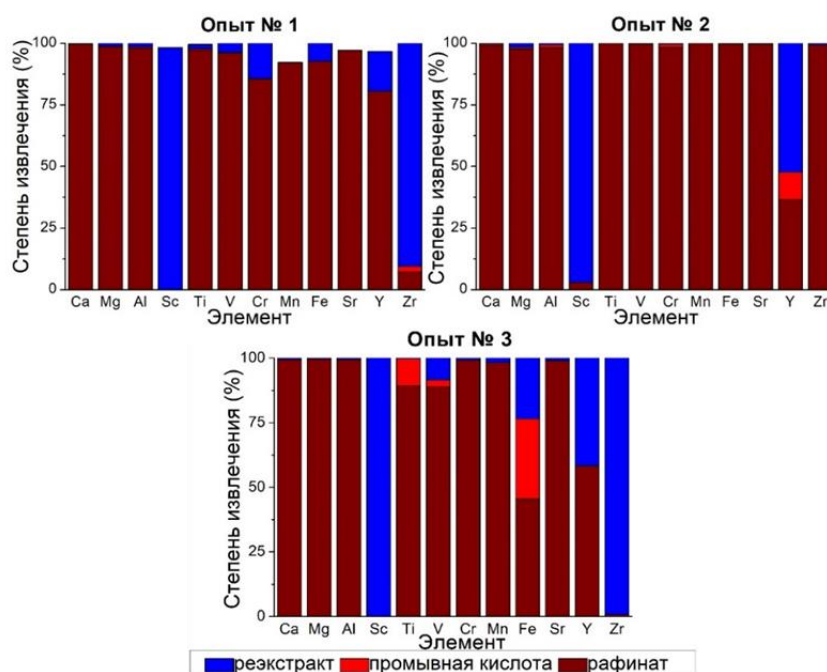 Опыт № 1
Степень извлечения (%)
100
75
50
25
0
Ca Mg Al Sc Ti V Cr Mn Fe Sr Y Zr
Элемент
Опыт № 2
Степень извлечения (%)
100
75
50
25
0
Ca Mg Al Sc Ti V Cr Mn Fe Sr Y Zr
Элемент
Опыт № 3
Степень извлечения (%)
100
75
50
25
0
Ca Mg Al Sc Ti V Cr Mn Fe Sr Y Zr
Элемент
реэкстракт промывная кислота рафинат